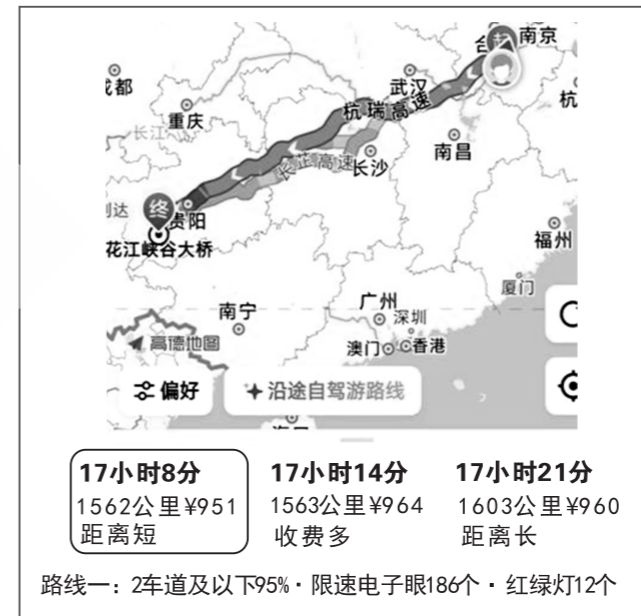 起
南京
合
成都
武汉
杭
杭瑞高速
重庆
长江
南昌
长芷高速
长沙
终
贵阳
花江峡谷大桥
福州
厦门
南宁
广州
深圳
高德地图
澳门
香港
偏好
沿途自驾游路线
17小时8分
17小时14分
17小时21分
1562公里¥951
1563公里¥964
1603公里¥960
距离短
收费多
距离长
路线一：2车道及以下95%·限速电子眼186个·红绿灯12个